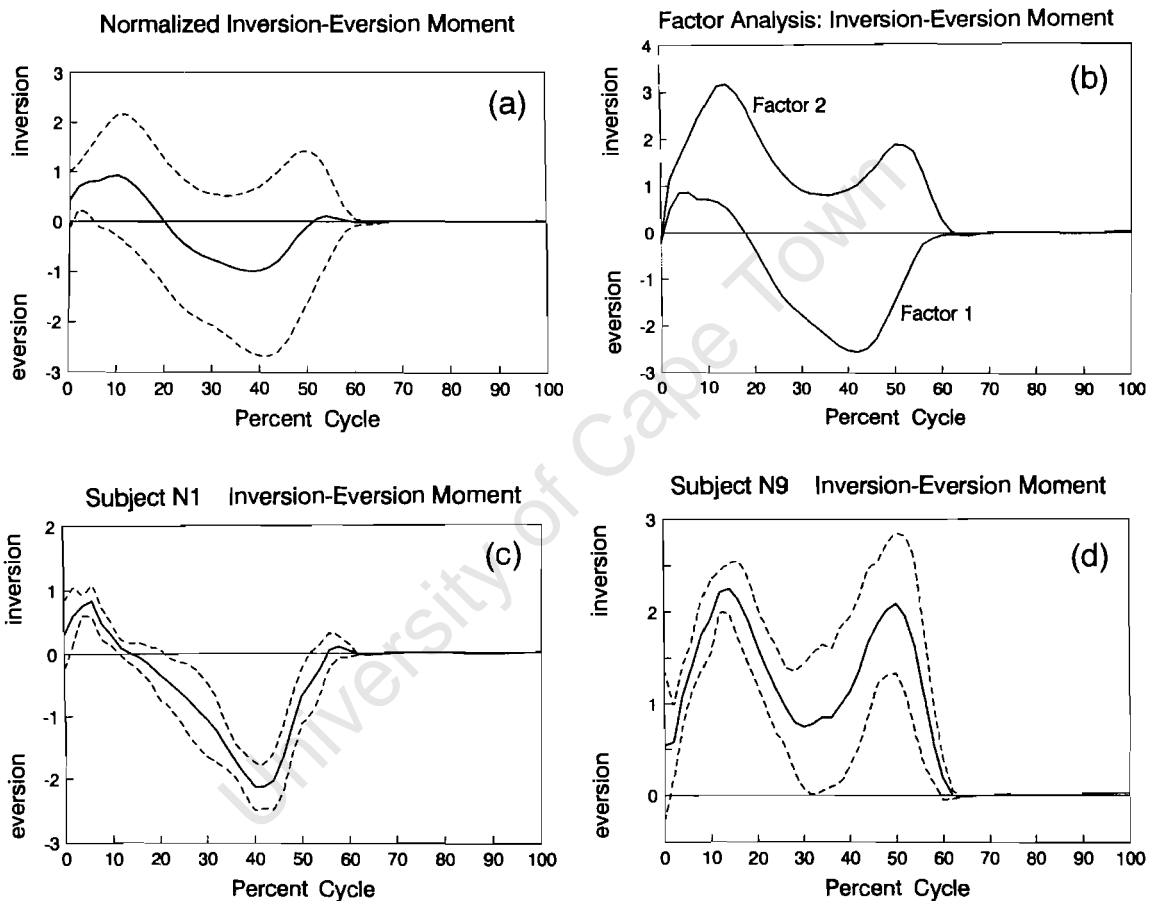 Normalized Inversion-Eversion Moment
(a)
inversion
eversion
3
2
1
0
-1
-2
-3
0 10 20 30 40 50 60 70 80 90 100
Percent Cycle
Factor Analysis: Inversion-Eversion Moment
(b)
Factor 2
Factor 1
inversion
eversion
4
3
2
1
0
-1
-2
-3
0 10 20 30 40 50 60 70 80 90 100
Percent Cycle
Subject N1 Inversion-Eversion Moment
(c)
inversion
eversion
2
1
0
-1
-2
-3
0 10 20 30 40 50 60 70 80 90 100
Percent Cycle
Subject N9 Inversion-Eversion Moment
(d)
inversion
eversion
3
2
1
0
0 10 20 30 40 50 60 70 80 90 100
Percent Cycle
University of Cape Town